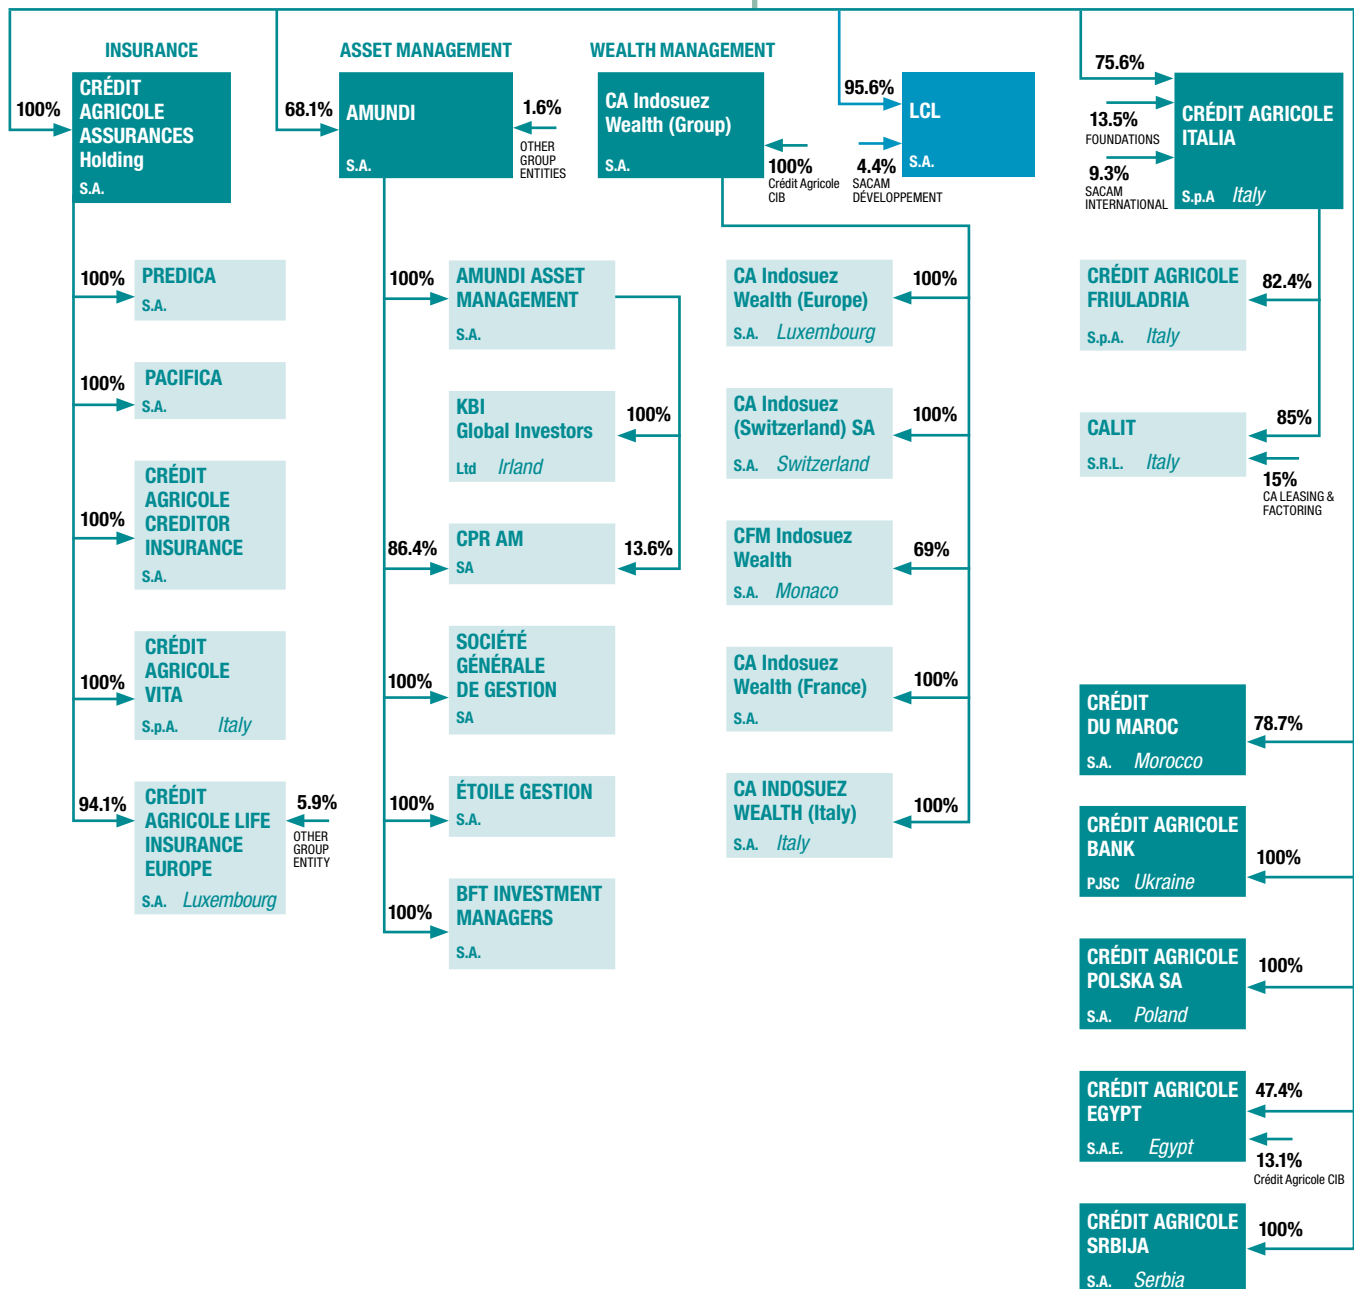 INSURANCE
100%
CRÉDIT
AGRICOLE
ASSURANCES
Holding
S.A.
100%
PREDICA
S.A.
100%
PACIFICA
S.A.
100%
CRÉDIT
AGRICOLE
CREDITOR
INSURANCE
S.A.
100%
CRÉDIT
AGRICOLE
VITA
S.p.A. Italy
94.1%
CRÉDIT
AGRICOLE LIFE
INSURANCE
EUROPE
S.A. Luxembourg
5.9%
OTHER
GROUP
ENTITY
ASSET MANAGEMENT
68.1%
AMUNDI
S.A.
1.6%
OTHER
GROUP
ENTITIES
100%
AMUNDI ASSET
MANAGEMENT
S.A.
KBI
Global Investors
Ltd Irland
100%
86.4%
CPR AM
SA
13.6%
100%
SOCIÉTÉ
GÉNÉRALE
DE GESTION
SA
100%
ÉTOILE GESTION
S.A.
100%
BFT INVESTMENT
MANAGERS
S.A.
WEALTH MANAGEMENT
CA Indosuez
Wealth (Group)
S.A.
100%
Crédit Agricole
CIB
CA Indosuez
Wealth (Europe)
S.A. Luxembourg
100%
CA Indosuez
(Switzerland) SA
S.A. Switzerland
100%
CFM Indosuez
Wealth
S.A. Monaco
69%
CA Indosuez
Wealth (France)
S.A.
100%
CA INDOSUEZ
WEALTH (Italy)
S.A. Italy
100%
95.6%
LCL
S.A.
4.4%
SACAM
DÉVELOPPEMENT
75.6%
13.5%
FOUNDATIONS
9.3%
SACAM
INTERNATIONAL
CRÉDIT AGRICOLE
ITALIA
S.p.A Italy
CRÉDIT AGRICOLE
FRIULADRIA
S.p.A. Italy
82.4%
CALIT
S.R.L. Italy
85%
15%
CA LEASING &
FACTORING
CRÉDIT
DU MAROC
S.A. Morocco
78.7%
CRÉDIT AGRICOLE
BANK
PJSC Ukraine
100%
CRÉDIT AGRICOLE
POLSKA SA
S.A. Poland
100%
CRÉDIT AGRICOLE
EGYPT
S.A.E. Egypt
47.4%
13.1%
Crédit Agricole CIB
CRÉDIT AGRICOLE
SRBIJA
S.A. Serbia
100%